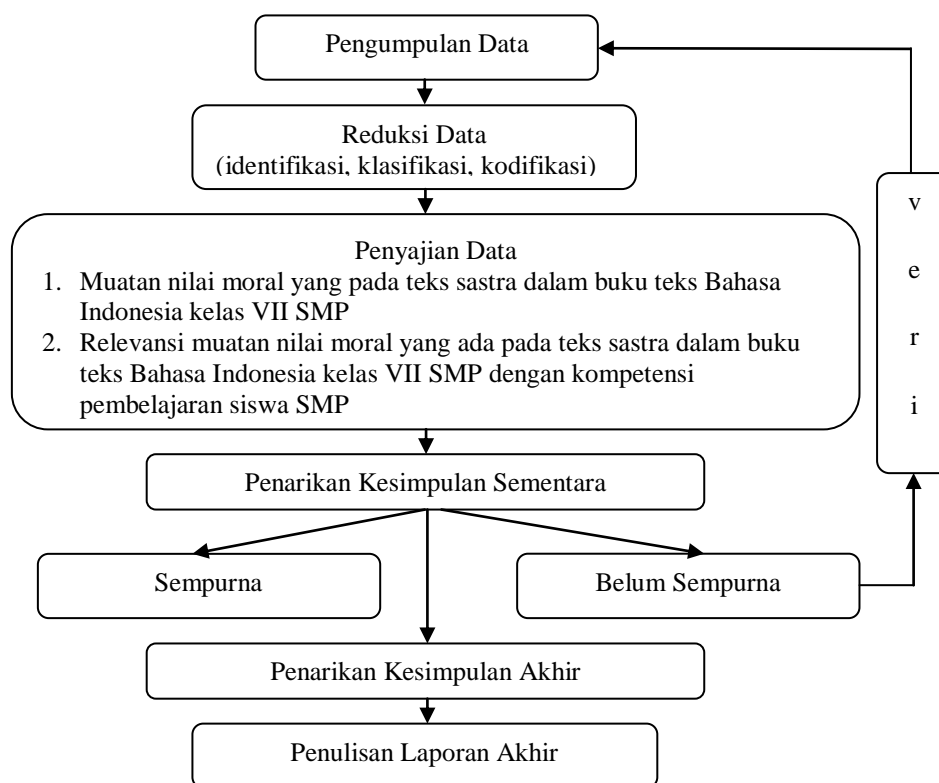 Pengumpulan Data
Reduksi Data
(identifikasi, klasifikasi, kodifikasi)
Penyajian Data
1. Muatan nilai moral yang pada teks sastra dalam buku teks Bahasa
Indonesia kelas VII SMP
2. Relevansi muatan nilai moral yang ada pada teks sastra dalam buku
teks Bahasa Indonesia kelas VII SMP dengan kompetensi
pembelajaran siswa SMP
v
e
r
i
Penarikan Kesimpulan Sementara
Sempurna
Belum Sempurna
Penarikan Kesimpulan Akhir
Penulisan Laporan Akhir